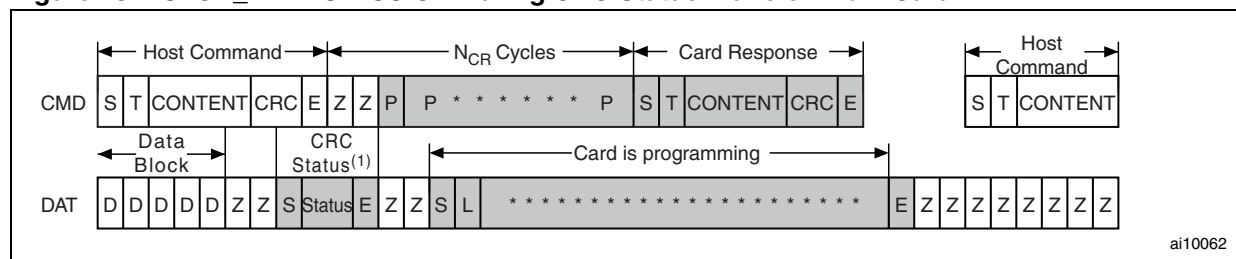 Host Command N_CR Cycles Card Response Host Command
CMD S T CONTENT CRC E Z Z P P * * * * * * P S T CONTENT CRC E S T CONTENT
Data Block CRC Status(1) Card is programming
DAT D D D D D Z Z S Status E Z Z S L * * * * * * * * * * * * * * * * * * * * * * E Z Z Z Z Z Z Z Z
ai10062